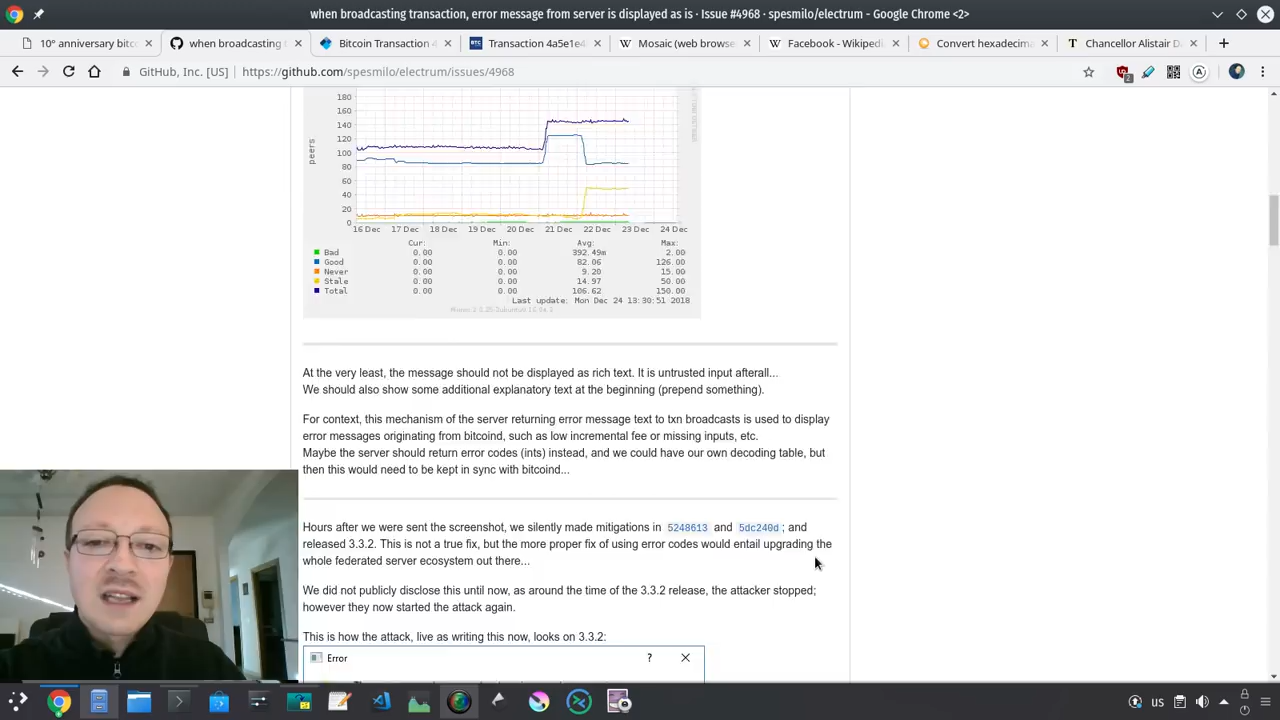 when broadcasting transaction, error message from server is displayed as is · Issue #4968 · spesmilo/electrum - Google Chrome <2>
10° anniversary bitc
when broadcasting
Bitcoin Transaction 4
Transaction 4a5e1e4
Mosaic (web browse
Facebook - Wikipedi
Convert hexadecima
Chancellor Alistair D
GitHub, Inc. [US]
https://github.com/spesmilo/electrum/issues/4968
2
180
160
140
120
100
80
60
40
20
0
peers
16 Dec 17 Dec 18 Dec 19 Dec 20 Dec 21 Dec 22 Dec 23 Dec 24 Dec
Cur: Min: Avg: Max:
Bad 0.00 0.00 392.49m 2.00
Good 0.00 0.00 82.06 126.00
Never 0.00 0.00 9.20 15.00
Stale 0.00 0.00 14.97 50.00
Total 0.00 0.00 106.62 150.00
Last update: Mon Dec 24 13:30:51 2018
At the very least, the message should not be displayed as rich text. It is untrusted input afterall...
We should also show some additional explanatory text at the beginning (prepend something).
For context, this mechanism of the server returning error message text to txn broadcasts is used to display
error messages originating from bitcoind, such as low incremental fee or missing inputs, etc.
Maybe the server should return error codes (ints) instead, and we could have our own decoding table, but
then this would need to be kept in sync with bitcoind...
Hours after we were sent the screenshot, we silently made mitigations in 5248613 and 5dc240d; and
released 3.3.2. This is not a true fix, but the more proper fix of using error codes would entail upgrading the
whole federated server ecosystem out there...
We did not publicly disclose this until now, as around the time of the 3.3.2 release, the attacker stopped;
however they now started the attack again.
This is how the attack, live as writing this now, looks on 3.3.2:
Error
?
us